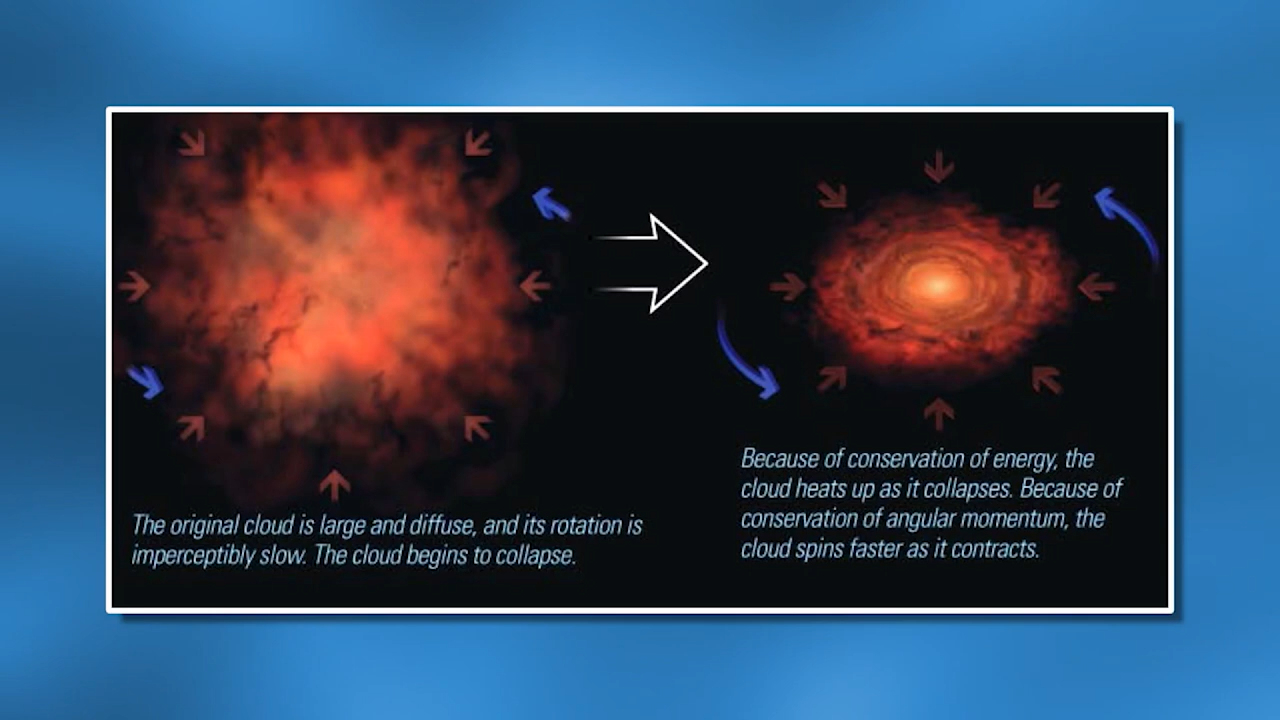 The original cloud is large and diffuse, and its rotation is
imperceptibly slow. The cloud begins to collapse.
Because of conservation of energy, the
cloud heats up as it collapses. Because of
conservation of angular momentum, the
cloud spins faster as it contracts.